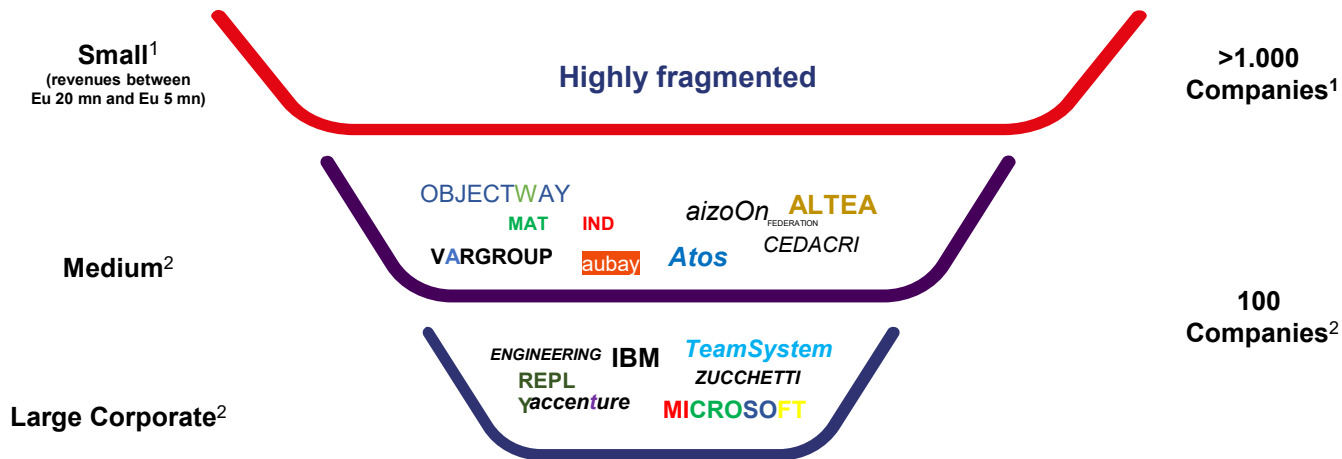 Small1
(revenues between
Eu 20 mn and Eu 5 mn)
Highly fragmented
>1.000
Companies1
OBJECTWAY
aizoOn ALTEA
FEDERATION
MAT IND
CEDACRI
VARGROUP aubay Atos
Medium2
100
Companies2
ENGINEERING IBM TeamSystem
ZUCCHETTI
REPL
Y accenture
MICROSOFT
Large Corporate2